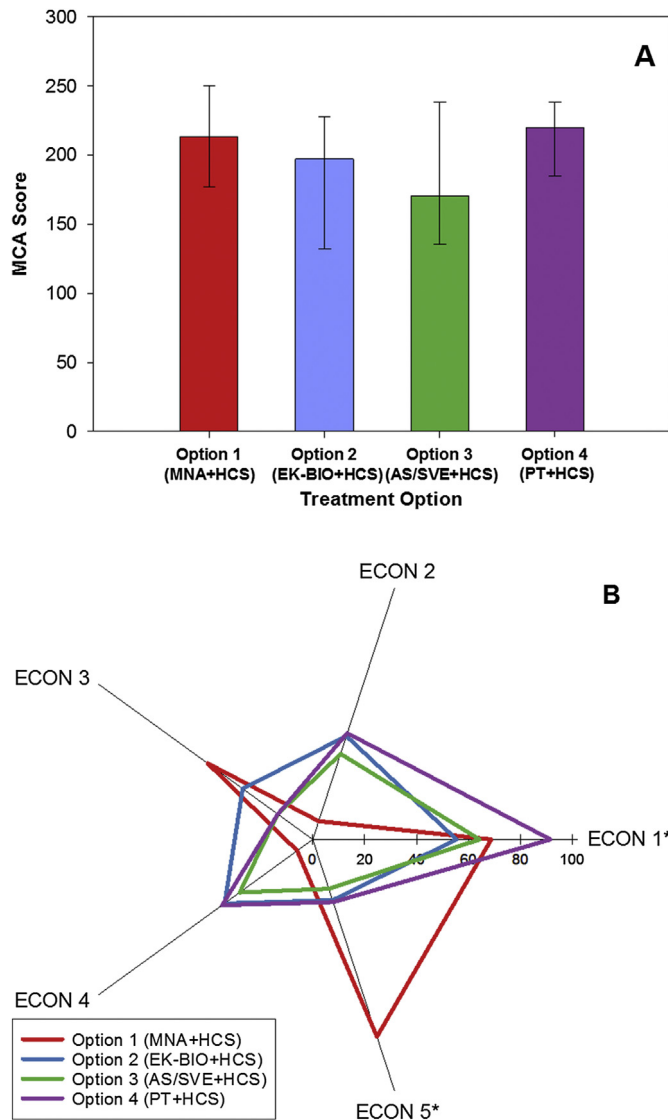 300
A
250
200
150
100
50
0
MCA Score
Option 1 Option 2 Option 3 Option 4
(MNA+HCS) (EK-BIO+HCS) (AS/SVE+HCS) (PT+HCS)
Treatment Option
ECON 2
B
ECON 3
ECON 1*
0 20 40 60 80 100
ECON 4
Option 1 (MNA+HCS)
Option 2 (EK-BIO+HCS)
Option 3 (AS/SVE+HCS)
Option 4 (PT+HCS)
ECON 5*